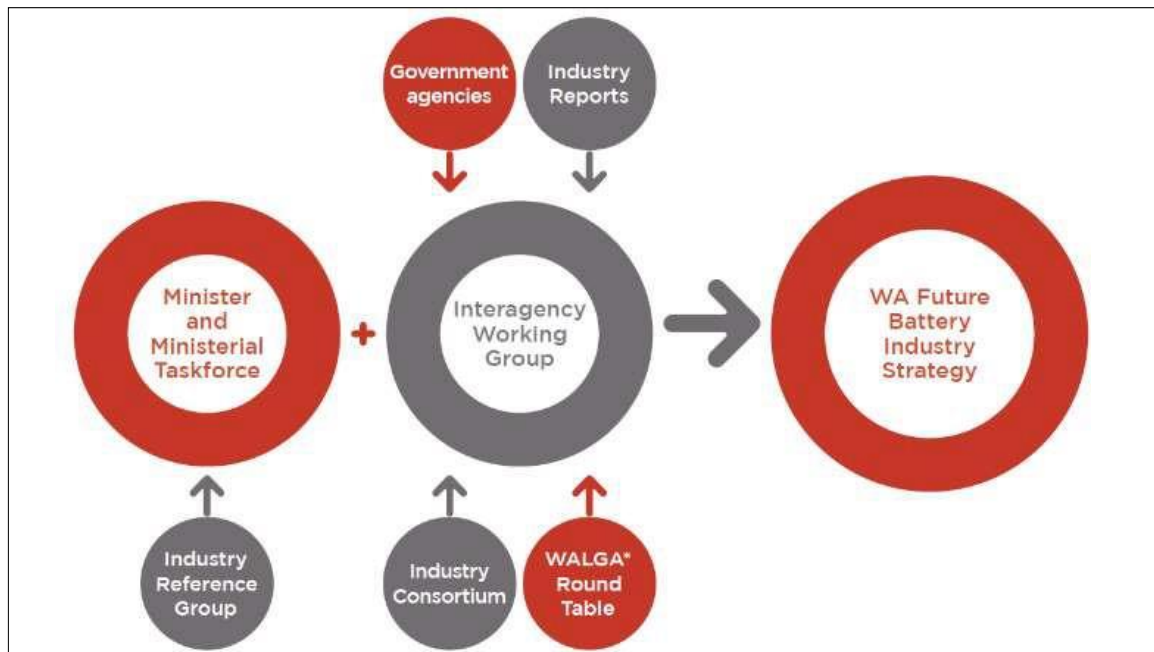 Government
agencies
Industry
Reports
Minister
and
Ministerial
Taskforce
+
Interagency
Working
Group
WA Future
Battery
Industry
Strategy
Industry
Reference
Group
Industry
Consortium
WALGA*
Round
Table